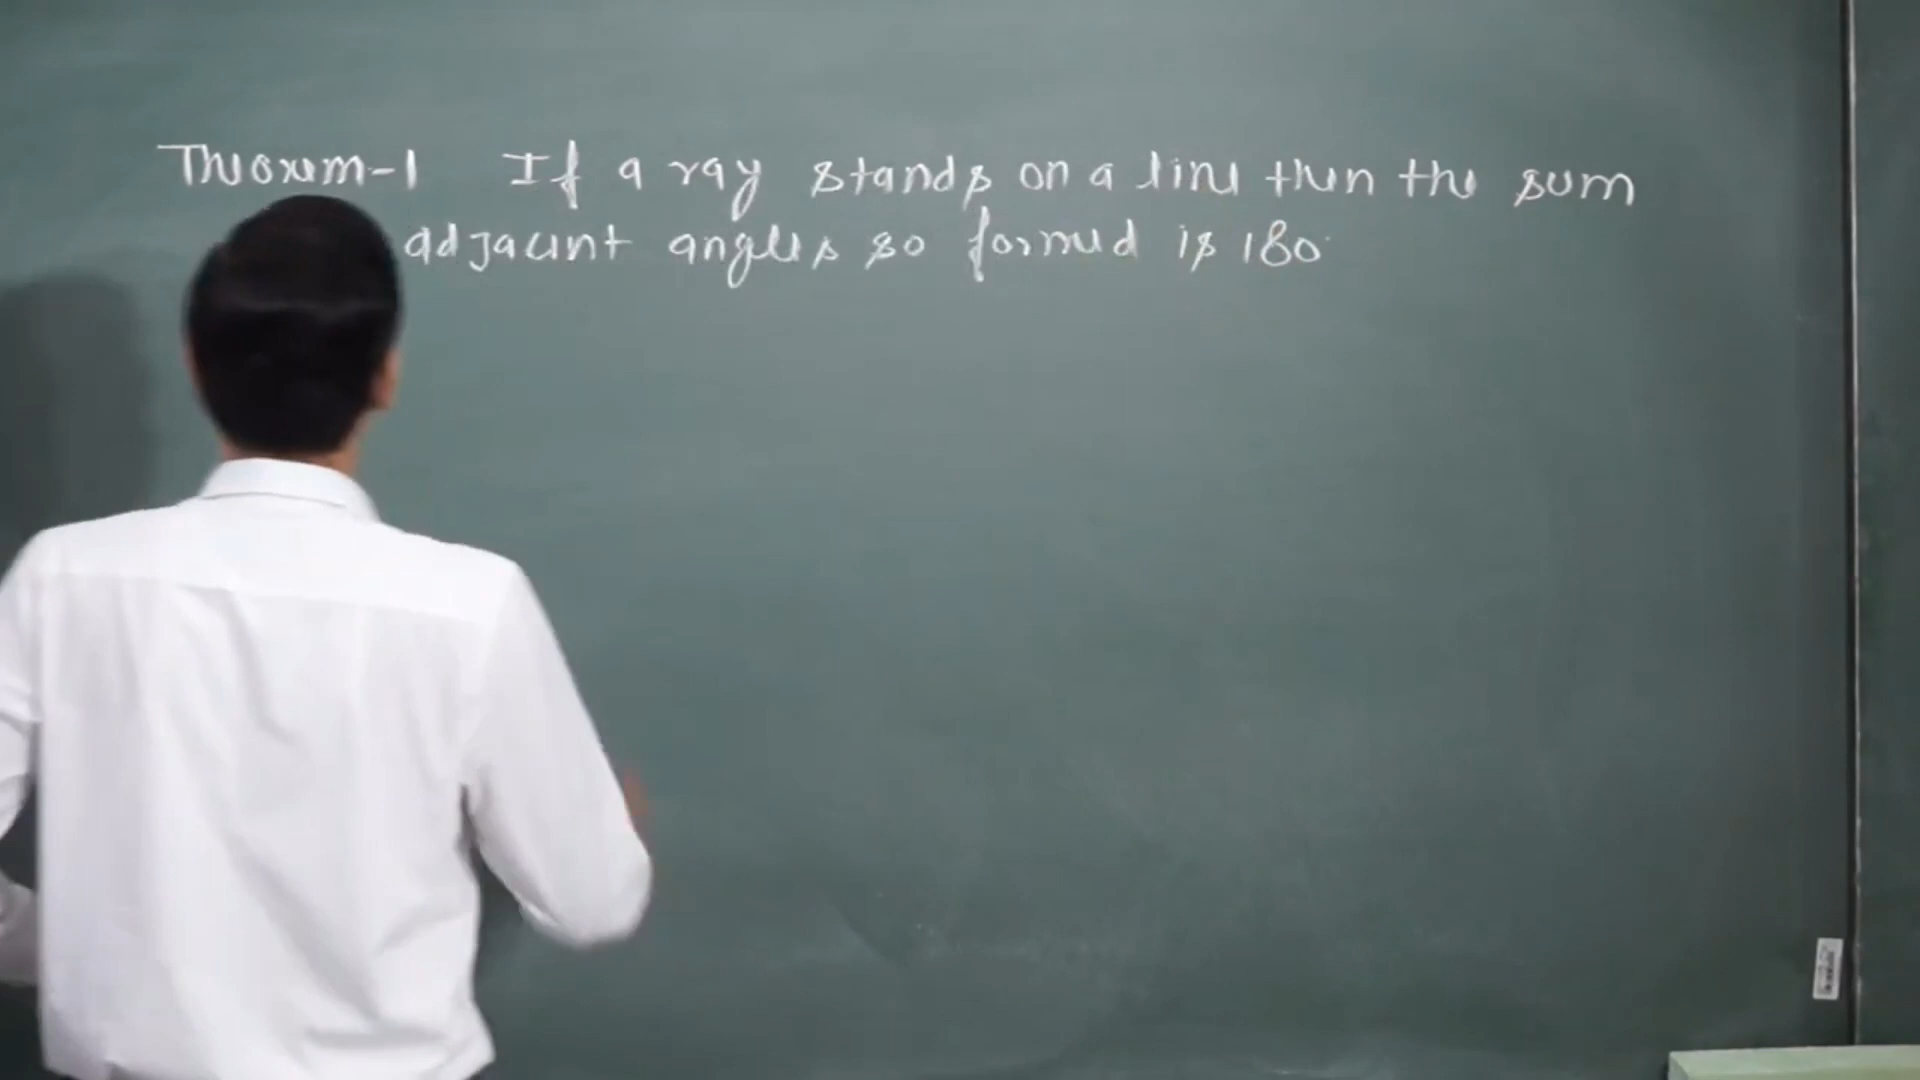 Theorem-1 If a ray stands on a line then the sum
adjacent angles so formed is 180